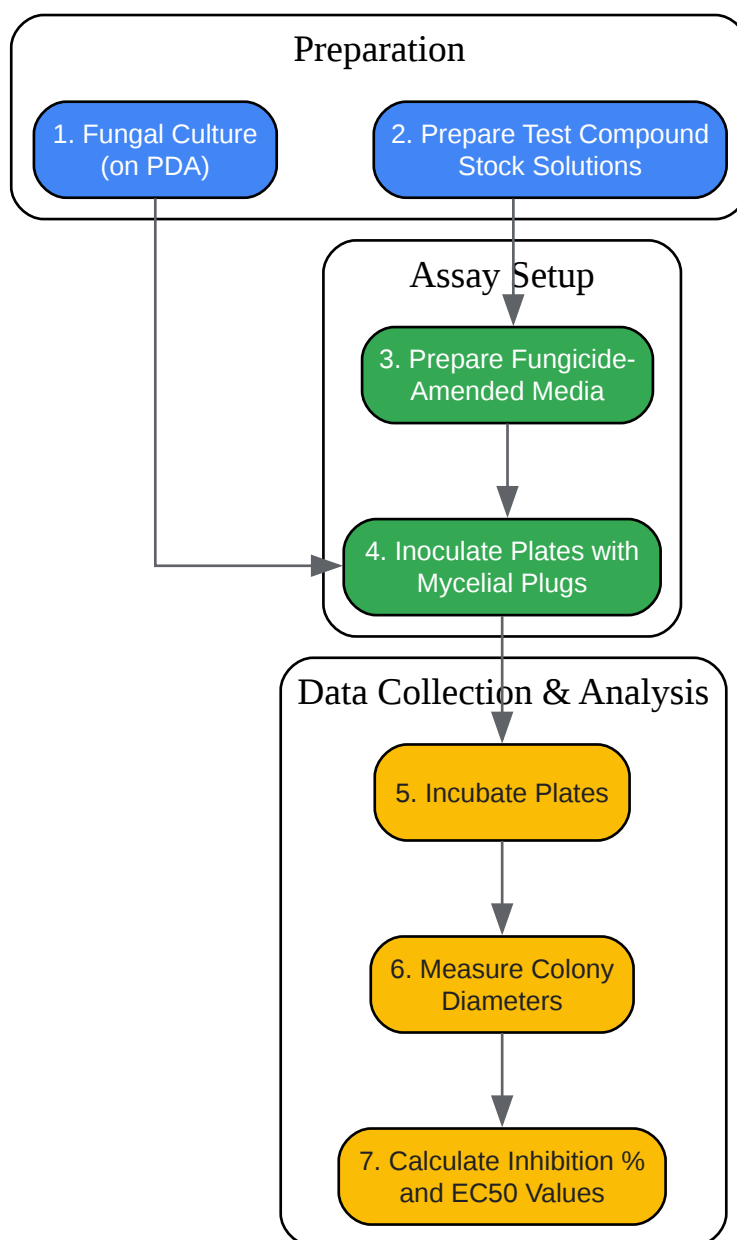 Preparation
1. Fungal Culture
(on PDA)
2. Prepare Test Compound
Stock Solutions
Assay Setup
3. Prepare Fungicide-
Amended Media
4. Inoculate Plates with
Mycelial Plugs
Data Collection & Analysis
5. Incubate Plates
6. Measure Colony
Diameters
7. Calculate Inhibition %
and EC50 Values